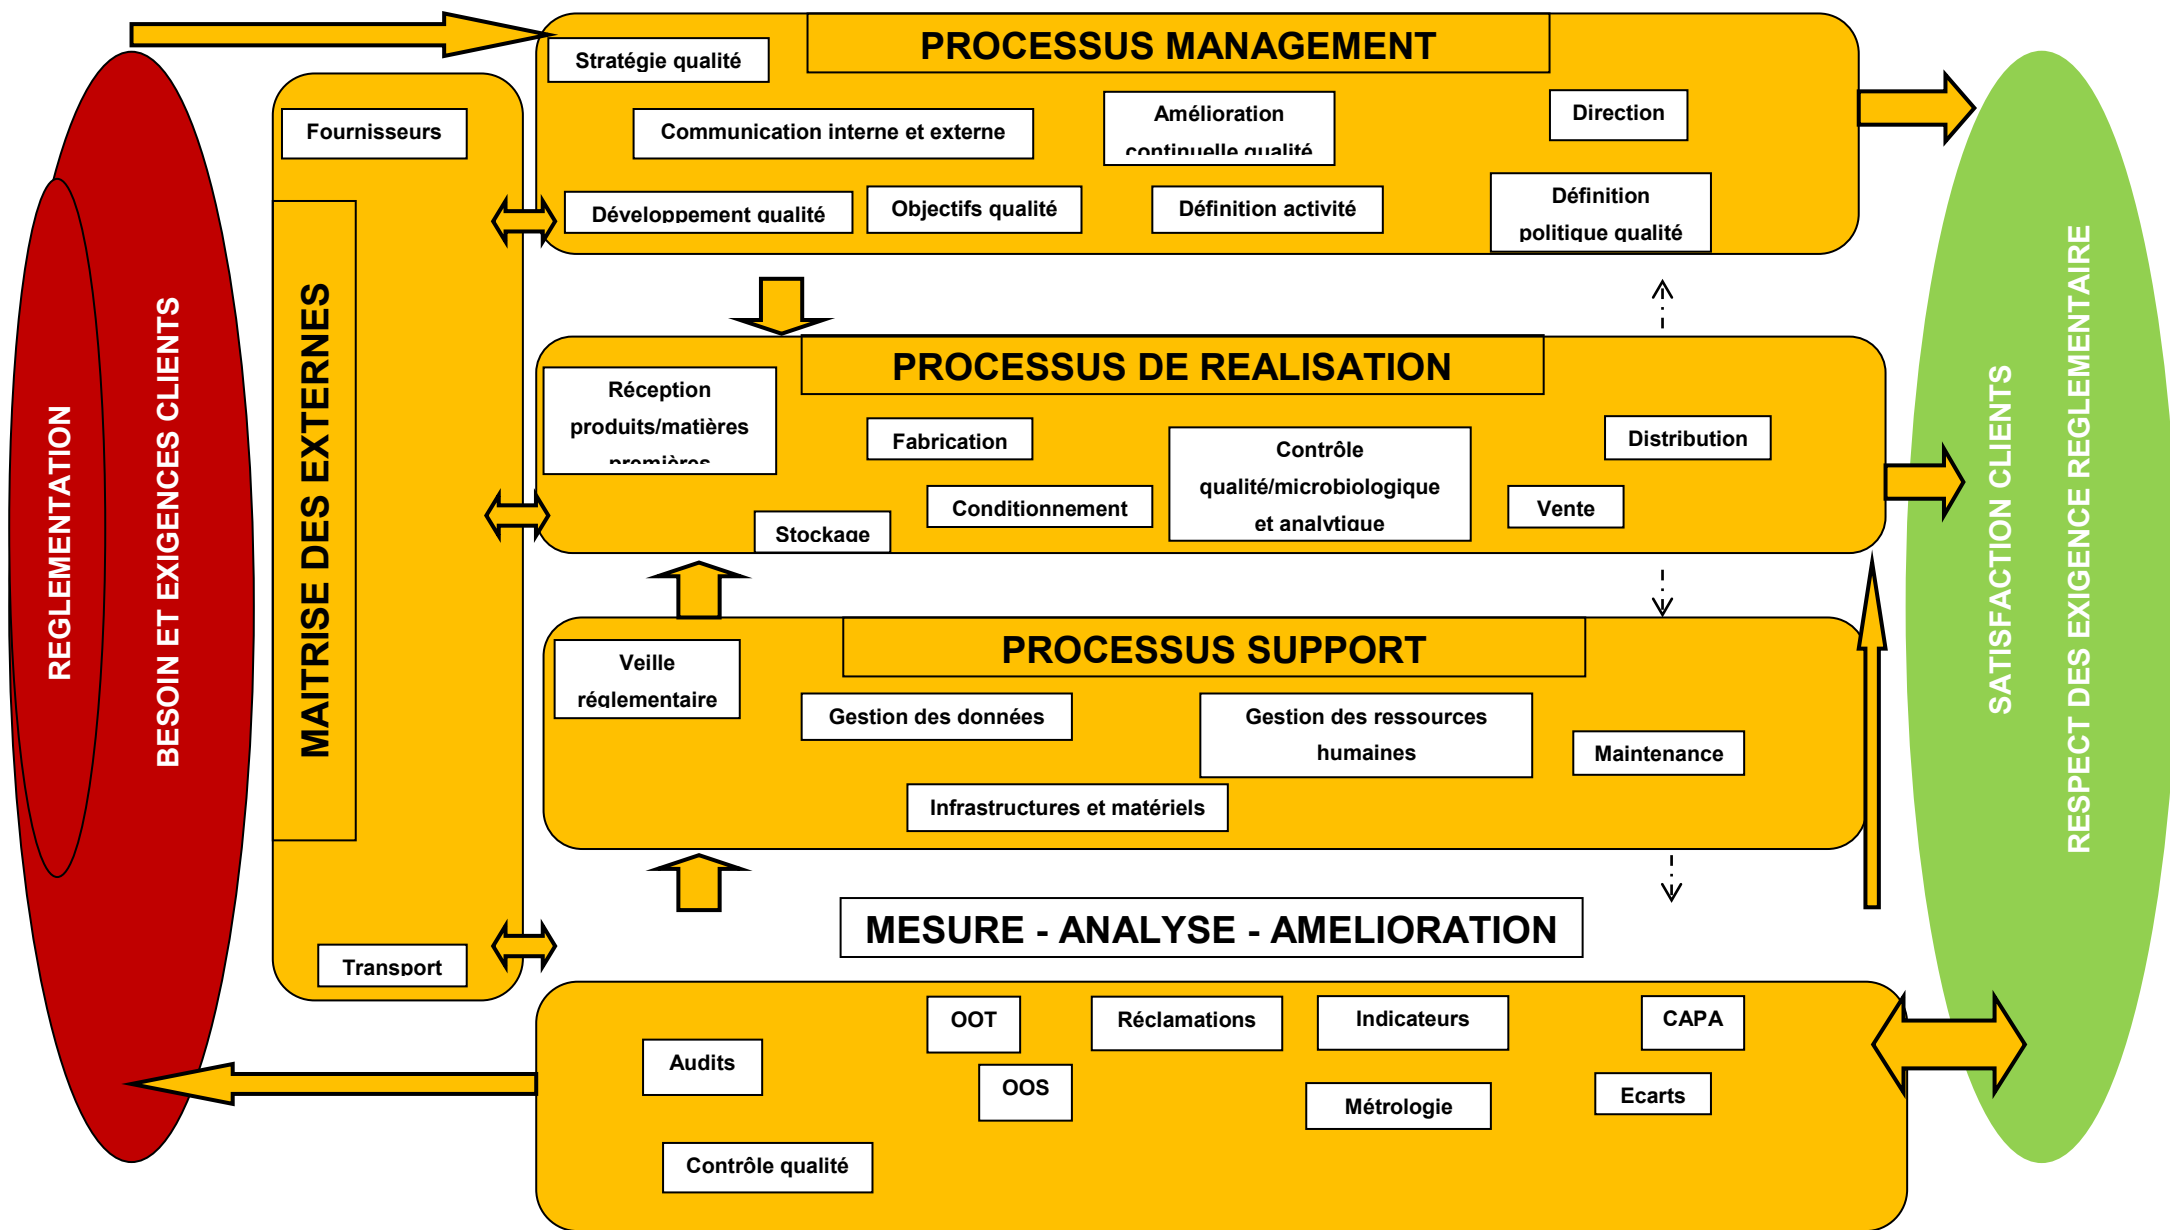 REGLEMENTATION
BESOIN ET EXIGENCES CLIENTS
MAITRISE DES EXTERNES
Fournisseurs
Transport
PROCESSUS MANAGEMENT
Stratégie qualité
Communication interne et externe
Amélioration
continuelle qualité
Direction
Développement qualité
Objectifs qualité
Définition activité
Définition
politique qualité
PROCESSUS DE REALISATION
Réception
produits/matières
premières
Fabrication
Contrôle
qualité/microbiologique
et analytique
Distribution
Stockage
Conditionnement
Vente
PROCESSUS SUPPORT
Veille
réglementaire
Gestion des données
Gestion des ressources
humaines
Maintenance
Infrastructures et matériels
MESURE - ANALYSE - AMELIORATION
OOT
Réclamations
Indicateurs
CAPA
Audits
OOS
Métrologie
Ecarts
Contrôle qualité
SATISFACTION CLIENTS
RESPECT DES EXIGENCE REGLEMENTAIRE